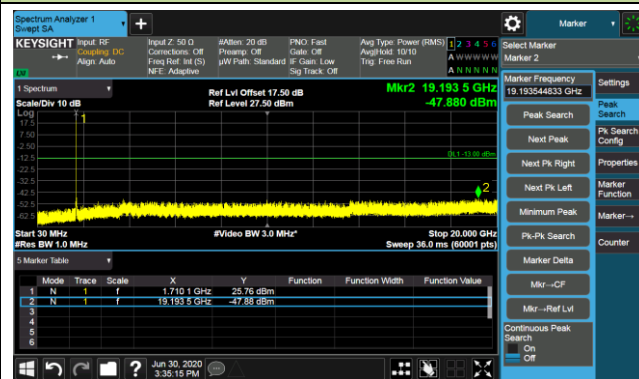 Spectrum Analyzer 1
Swept SA
Marker
KEYSIGHT
Input: RF
Coupling: DC
Align: Auto
Input Z: 50 Ω
Corrections: Off
Freq Ref: Int (S)
NFE: Adaptive
#Atten: 20 dB
Preamp: Off
µW Path: Standard
PNO: Fast
Gate: Off
IF Gain: Low
Sig Track: Off
Avg Type: Power (RMS)
Avg|Hold: 10/10
Trig: Free Run
1 2 3 4 5 6
A W W W W W
A N N N N N
LXI
Select Marker
Marker 2
1 Spectrum
Scale/Div 10 dB
Ref Lvl Offset 17.50 dB
Ref Level 27.50 dBm
Mkr2 19.193 5 GHz
-47.880 dBm
Log
17.5
7.50
-2.50
-12.5
-22.5
-32.5
-42.5
-52.5
-62.5
1
DL1 -13.00 dBm
2
Start 30 MHz
#Res BW 1.0 MHz
#Video BW 3.0 MHz*
Stop 20.000 GHz
Sweep 36.0 ms (60001 pts)
5 Marker Table
Mode Trace Scale X Y Function Function Width Function Value
1 N 1 f 1.710 1 GHz 25.76 dBm
2 N 1 f 19.193 5 GHz -47.88 dBm
3
4
5
6
Marker Frequency
19.193544833 GHz
Peak Search
Next Peak
Next Pk Right
Next Pk Left
Minimum Peak
Pk-Pk Search
Marker Delta
Mkr→CF
Mkr→Ref Lvl
Continuous Peak
Search
On
Off
Settings
Peak
Search
Pk Search
Config
Properties
Marker
Function
Marker→
Counter
?
Jun 30, 2020
3:35:15 PM